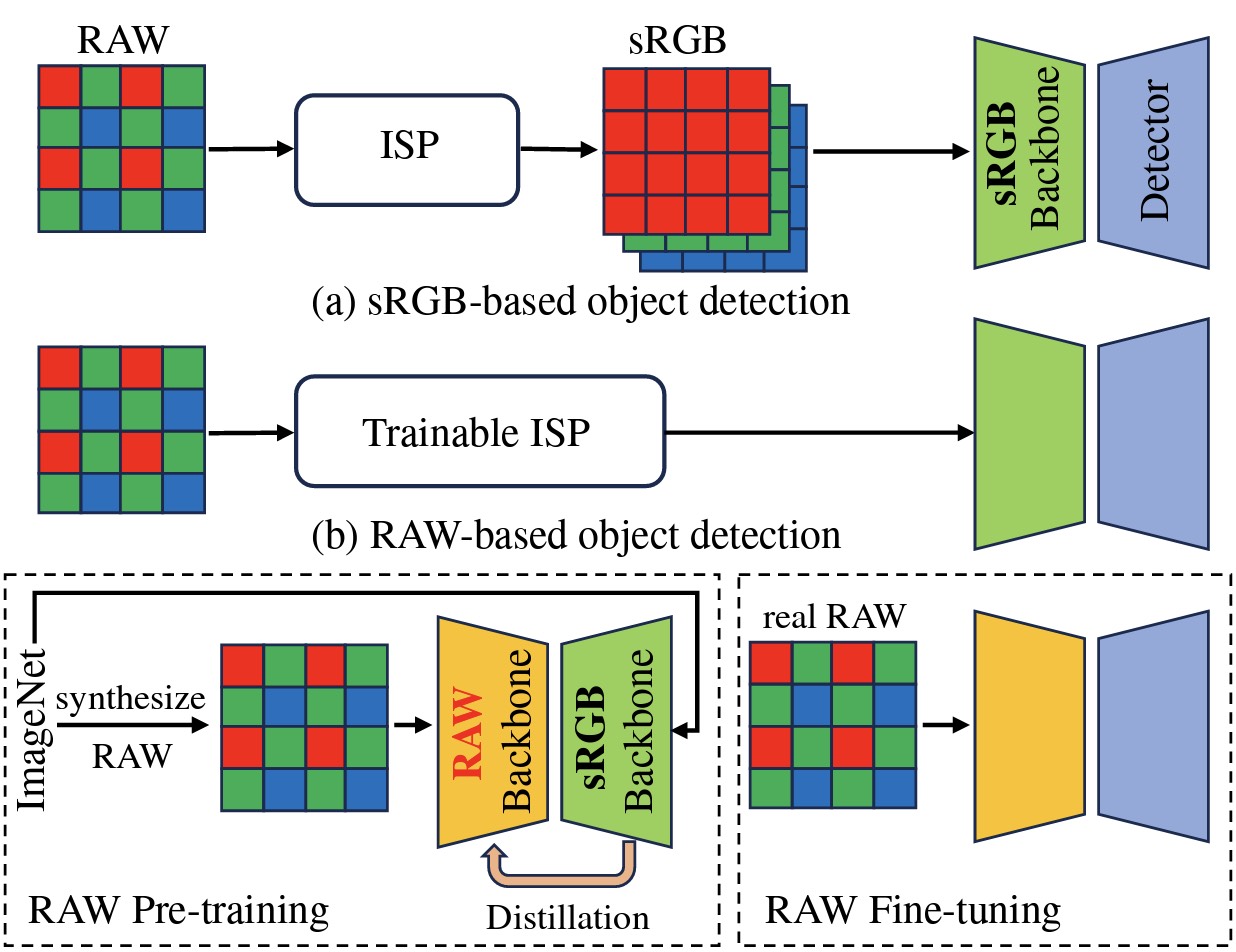 RAW
sRGB
ISP
sRGB
Backbone
Detector
(a) sRGB-based object detection
Trainable ISP
(b) RAW-based object detection
ImageNet
synthesize
RAW
RAW
Backbone
sRGB
Backbone
Distillation
RAW Pre-training
real RAW
RAW Fine-tuning